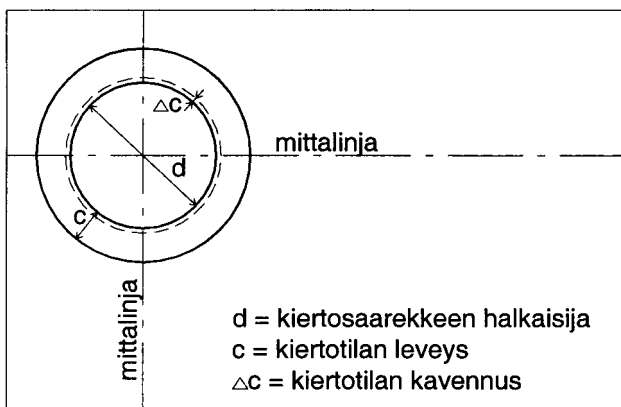 △c
mittalinja
d
c
mittalinja
d = kiertosaarekkeen halkaisija
c = kiertotilan leveys
△c = kiertotilan kavennus